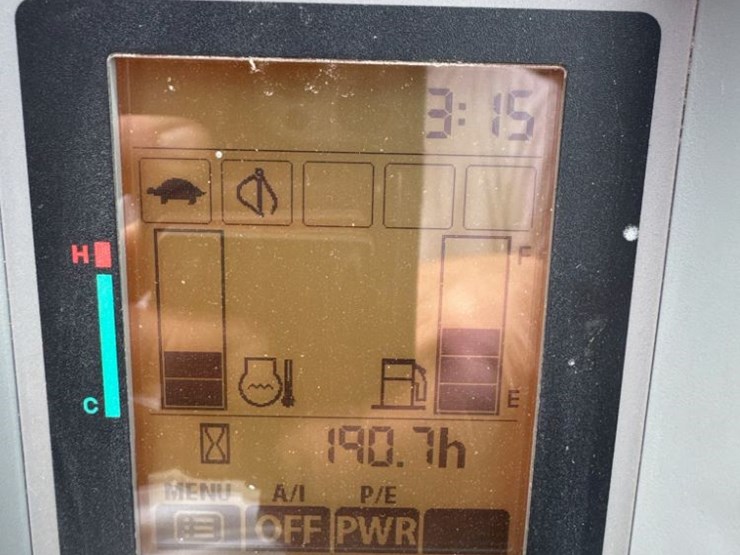 3:15
H
F
C
E
190.7h
MENU A/I P/E
OFF PWR